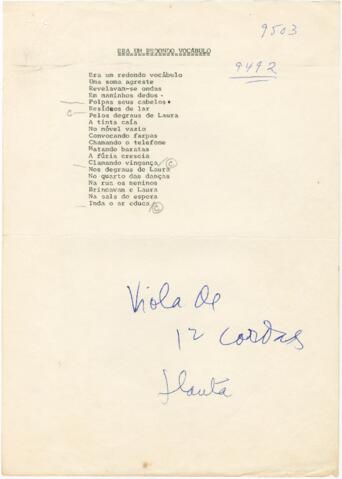 9503
9492
ERA UM REDONDO VOCÁBULO
Era um redondo vocábulo
Uma soma agreste
Revelavam-se ondas
Em maninhos dedos
Polpas seus cabelos
Resíduos de lar
C Pelos degraus de Laura
A tinta caía
No móvel vazio
Convocando farpas
Chamando o telefone
Matando baratas
A fúria crescia
Clamando vingança C
Nos degraus de Laura
No quarto das danças
Na rua os meninos
Brincavam e Laura
Na sala de espera
Inda o ar educa C
Viola de
12 cordas
flauta